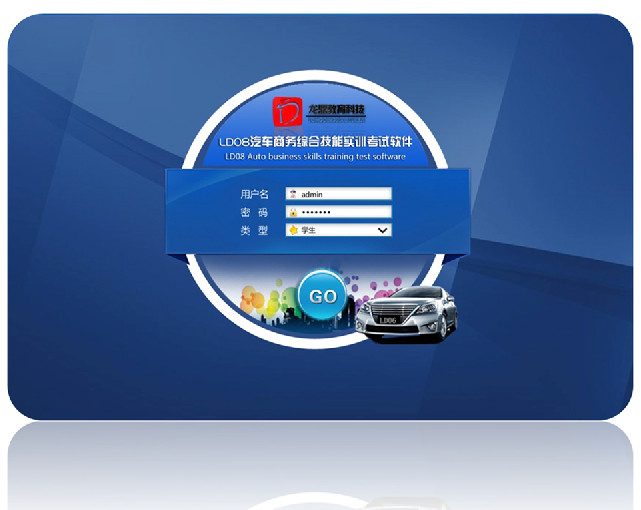 龙鼎教育科技
LD08汽车商务综合技能实训考试软件
LD08 Auto business skills training test software
用户名 admin
密 码 •••••••
类 型 学生
GO
LD06